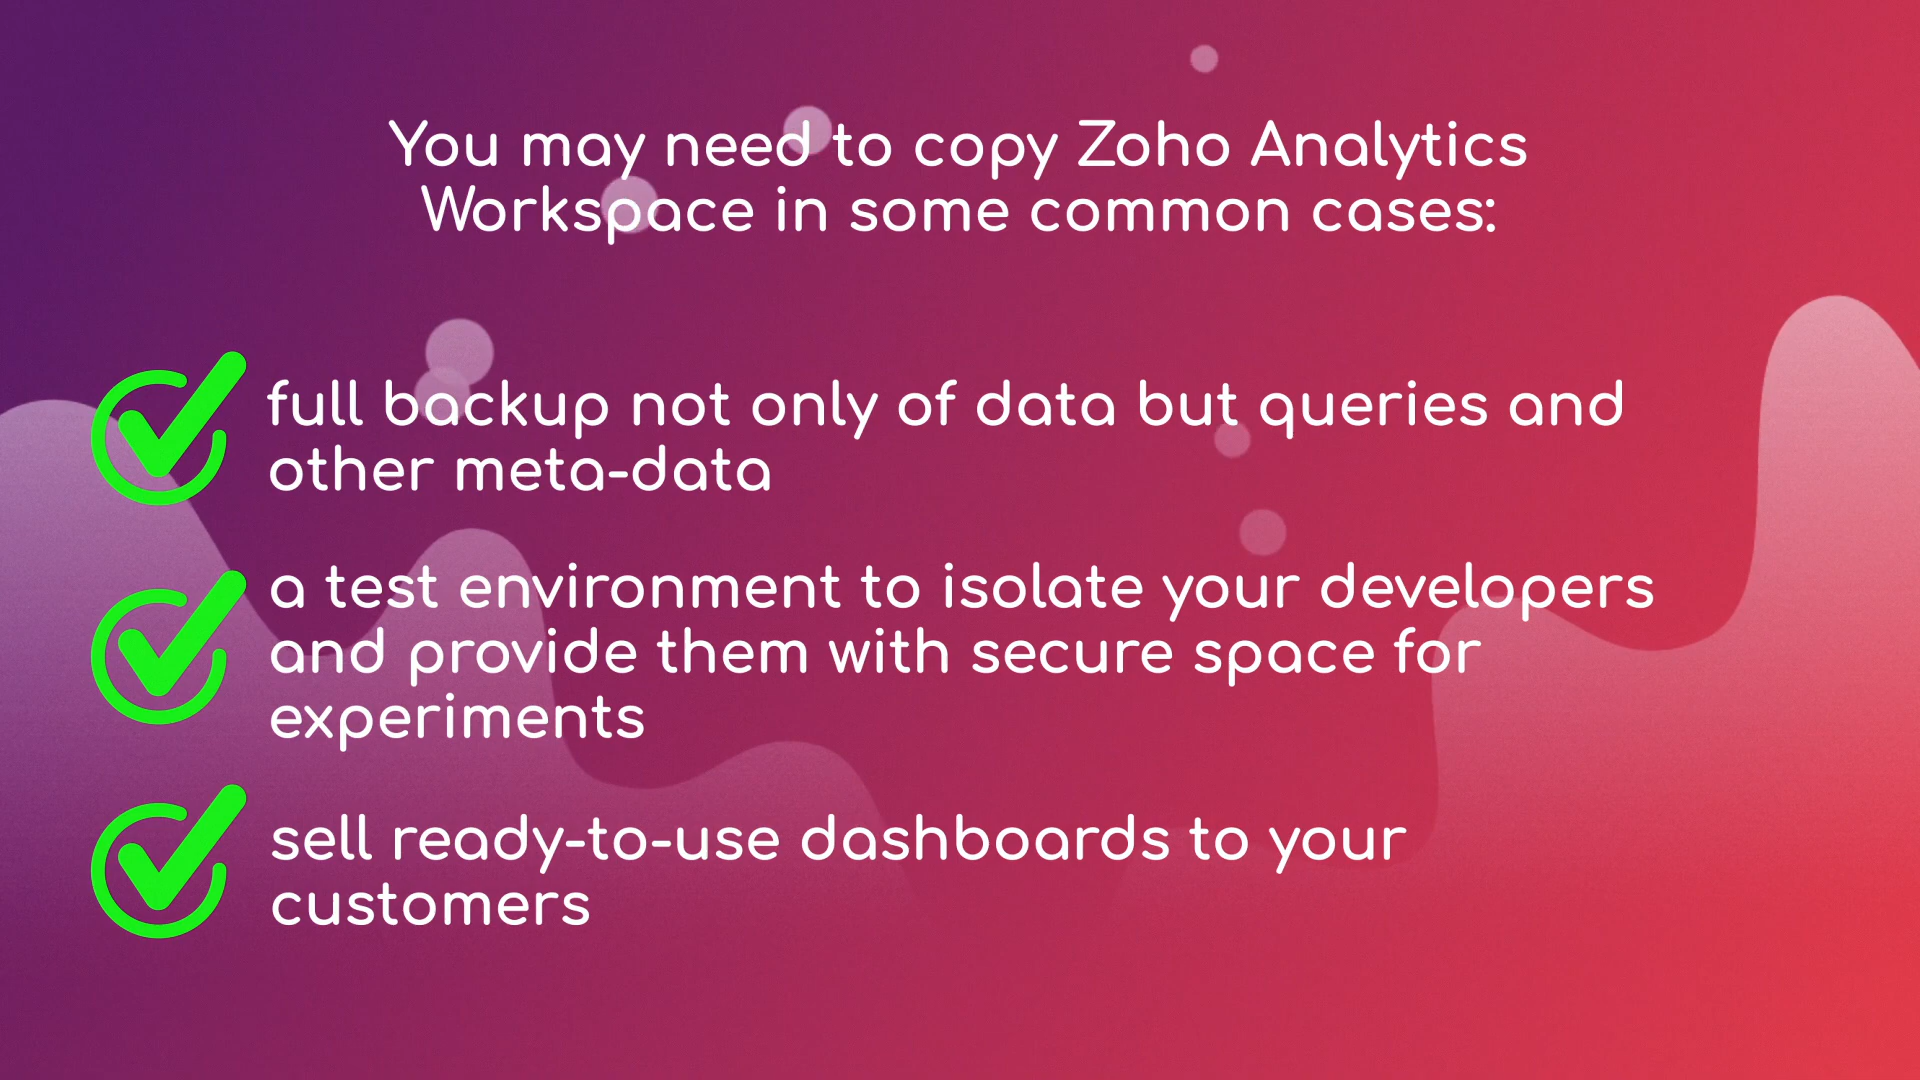 You may need to copy Zoho Analytics
Workspace in some common cases:
full backup not only of data but queries and
other meta-data
a test environment to isolate your developers
and provide them with secure space for
experiments
sell ready-to-use dashboards to your
customers